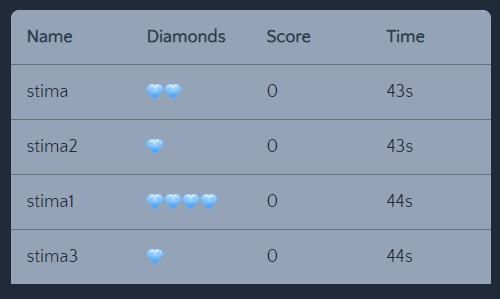 Name Diamonds Score Time
stima 0 43s
stima2 0 43s
stima1 0 44s
stima3 0 44s